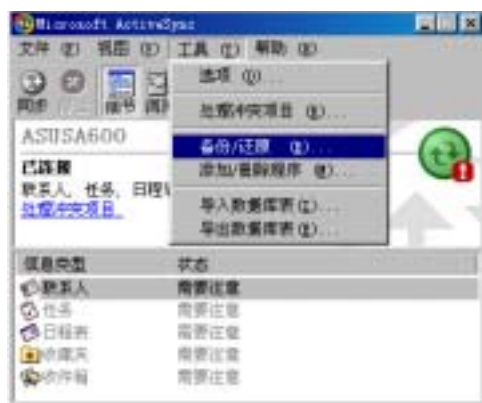 Microsoft ActiveSync
文件 (F) 视图 (V) 工具 (T) 帮助 (H)
同步 细节
选项 (O)...
处理冲突项目 (R)...
备份/还原 (B)...
添加/删除程序 (M)...
导入数据库表(I)...
导出数据库表(E)...
ASUSA600
已连接
联系人, 任务, 日程
处理冲突项目
信息类型 状态
联系人 需要注意
任务 需要注意
日程表 需要注意
收藏夹 需要注意
收件箱 需要注意